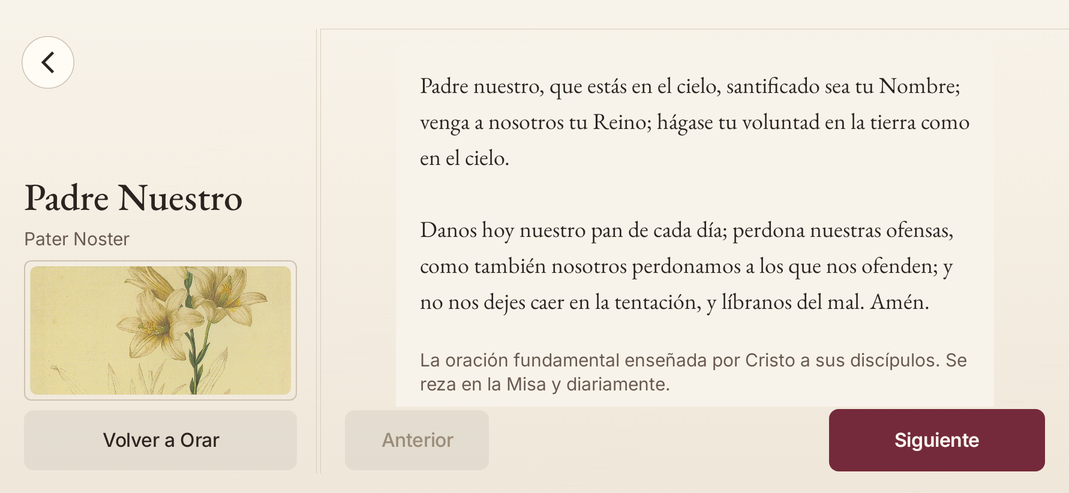 Padre Nuestro
Pater Noster
Volver a Orar
Padre nuestro, que estás en el cielo, santificado sea tu Nombre;
venga a nosotros tu Reino; hágase tu voluntad en la tierra como
en el cielo.
Danos hoy nuestro pan de cada día; perdona nuestras ofensas,
como también nosotros perdonamos a los que nos ofenden; y
no nos dejes caer en la tentación, y líbranos del mal. Amén.
La oración fundamental enseñada por Cristo a sus discípulos. Se
reza en la Misa y diariamente.
Anterior
Siguiente